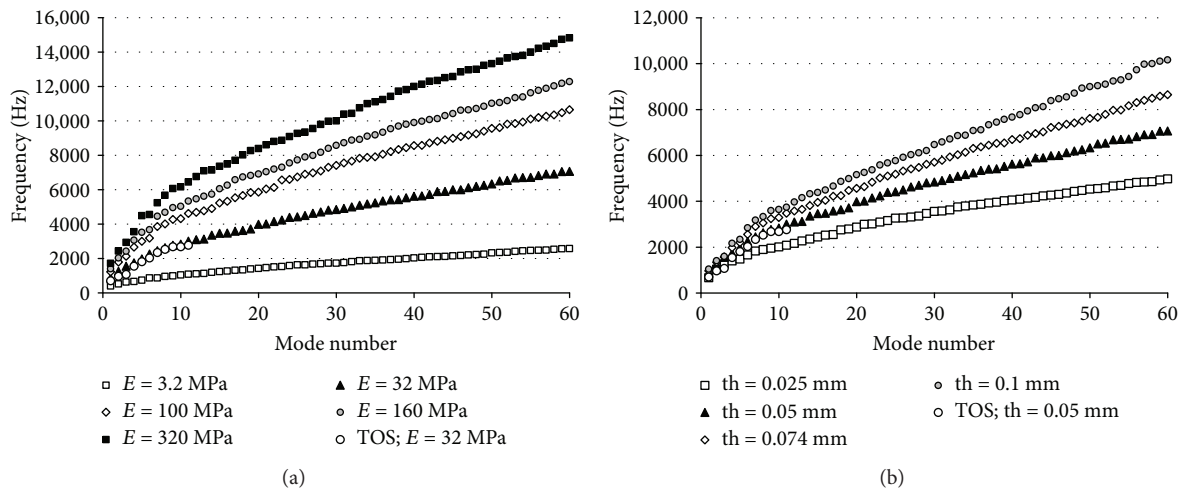 16,000
14,000
12,000
10,000
8000
6000
4000
2000
0
Frequency (Hz)
0 10 20 30 40 50 60
Mode number
E = 3.2 MPa
E = 32 MPa
E = 100 MPa
E = 160 MPa
E = 320 MPa
TOS; E = 32 MPa
(a)
12,000
10,000
8000
6000
4000
2000
0
Frequency (Hz)
0 10 20 30 40 50 60
Mode number
th = 0.025 mm
th = 0.1 mm
th = 0.05 mm
TOS; th = 0.05 mm
th = 0.074 mm
(b)